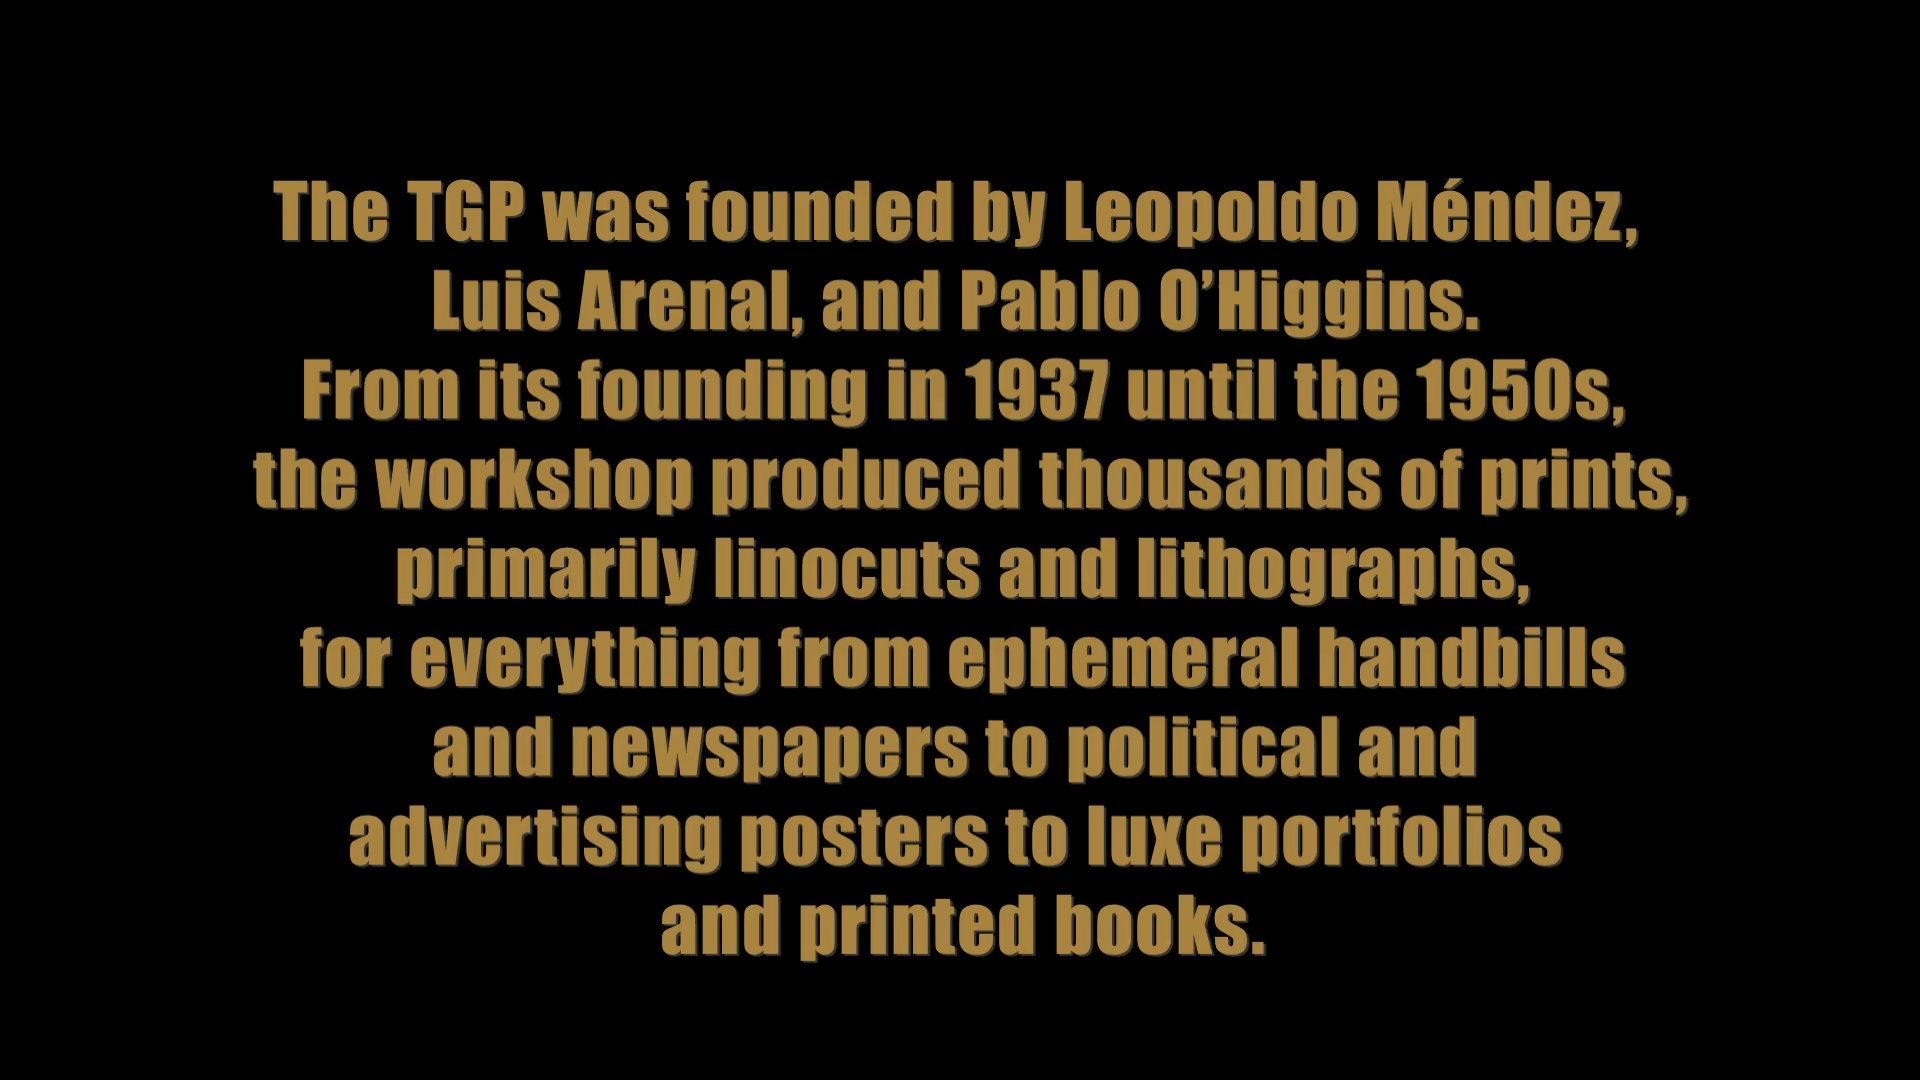 The TGP was founded by Leopoldo Méndez,
Luis Arenal, and Pablo O’Higgins.
From its founding in 1937 until the 1950s,
the workshop produced thousands of prints,
primarily linocuts and lithographs,
for everything from ephemeral handbills
and newspapers to political and
advertising posters to luxe portfolios
and printed books.